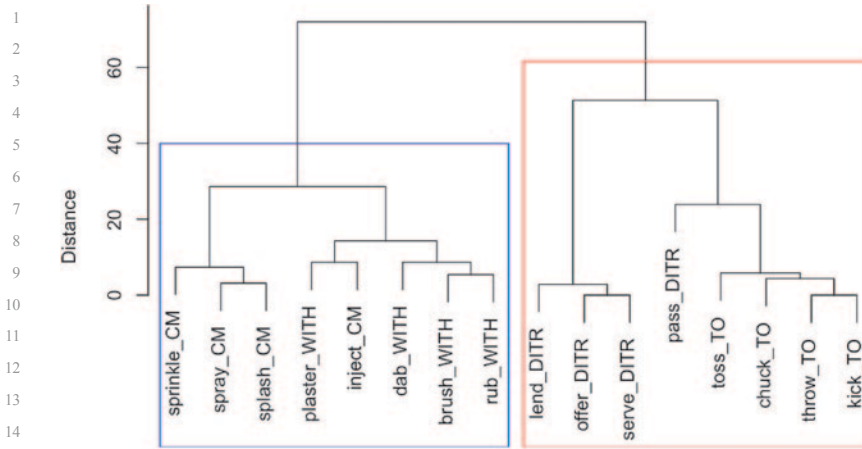 1
2
3
4
5
6
7
8
9
10
11
12
13
14
Distance
60
40
20
0
sprinkle_CM
spray_CM
splash_CM
plaster_WITH
inject_CM
dab_WITH
brush_WITH
rub_WITH
lend_DITR
offer_DITR
serve_DITR
pass_DITR
toss_TO
chuck_TO
throw_TO
kick_TO